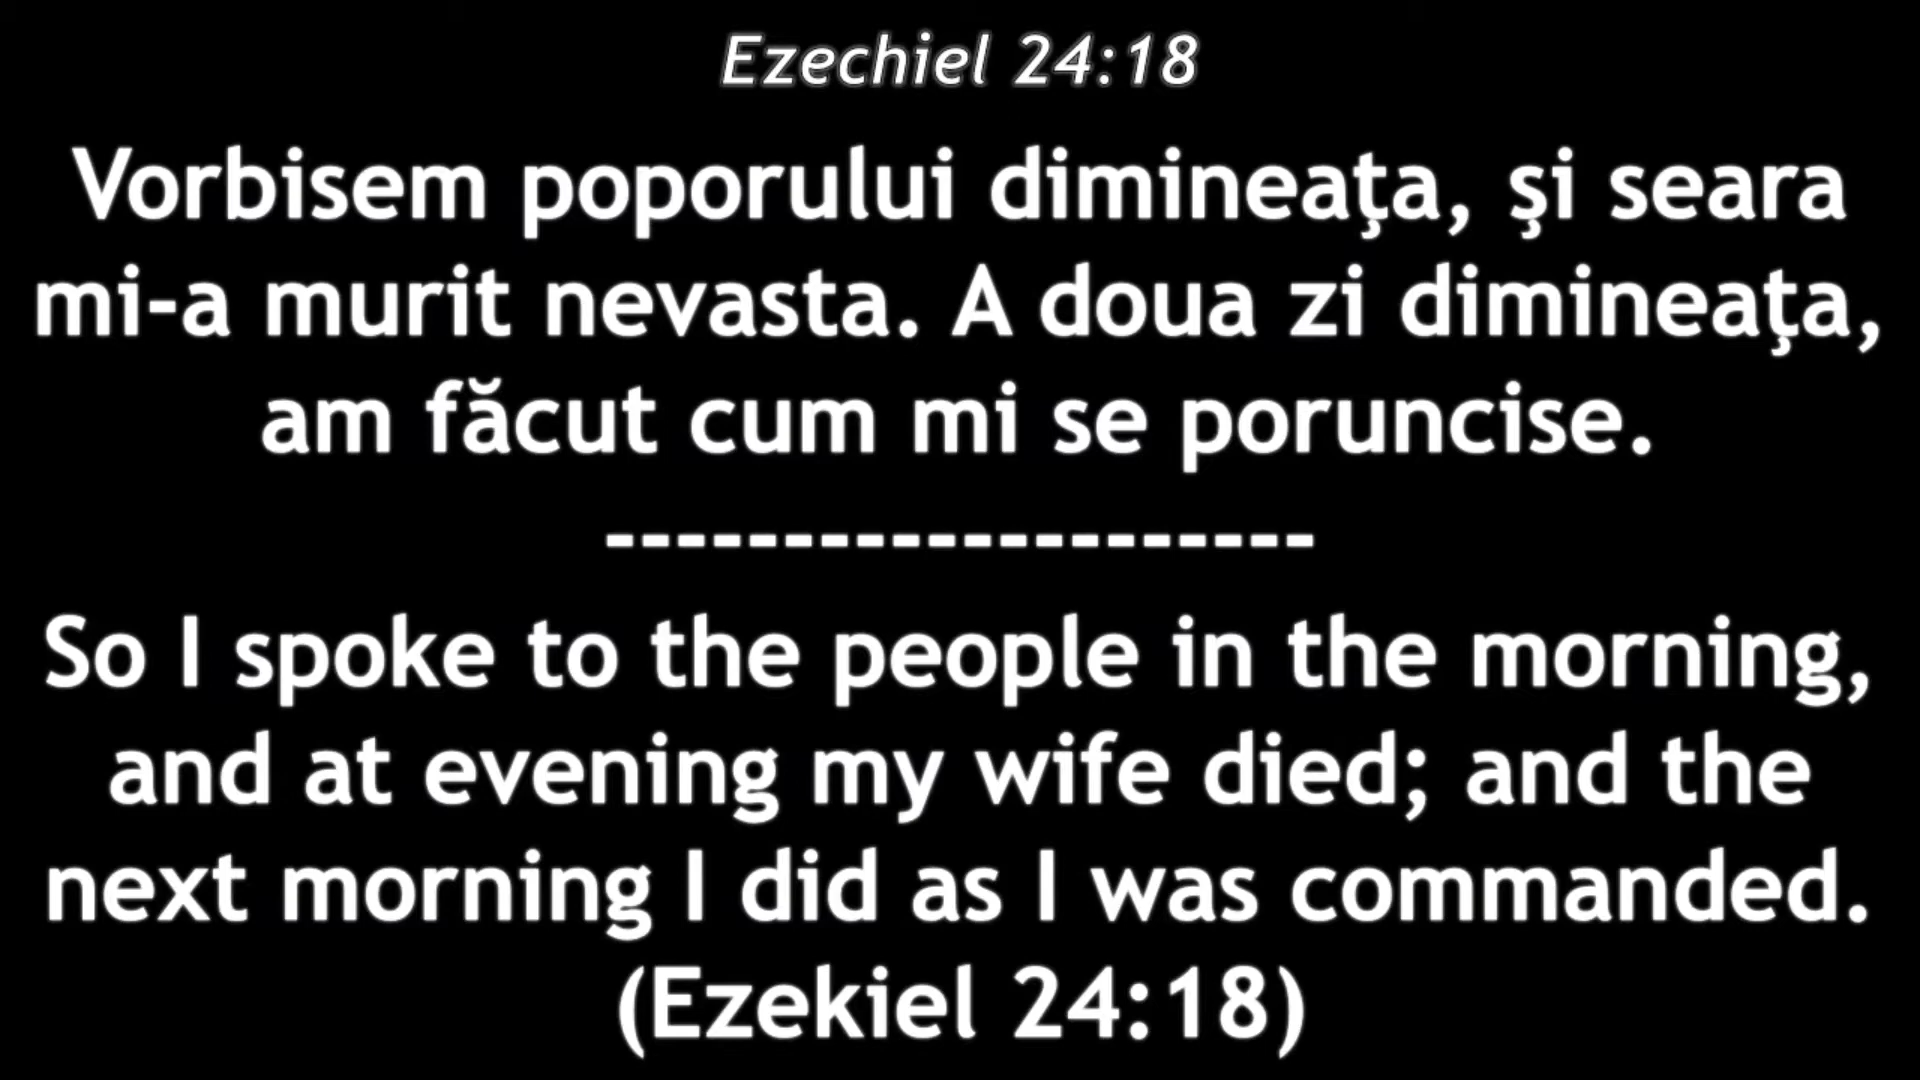 Ezechiel 24:18
Vorbisem poporului dimineaţa, şi seara
mi-a murit nevasta. A doua zi dimineaţa,
am făcut cum mi se poruncise.
--------------------
So I spoke to the people in the morning,
and at evening my wife died; and the
next morning I did as I was commanded.
(Ezekiel 24:18)